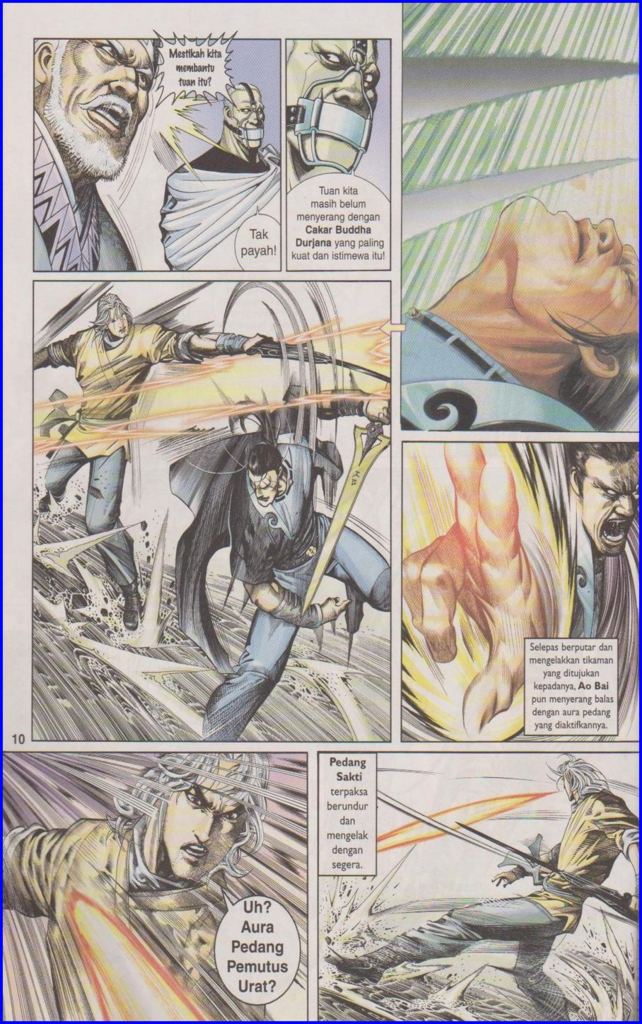 Mestikah kita
membantu
tuan itu?
Tak
payah!
Tuan kita
masih belum
menyerang dengan
Cakar Buddha
Durjana yang paling
kuat dan istimewa itu!
Selepas berputar dan
mengelakkan tikaman
yang ditujukan
kepadanya, Ao Bai
pun menyerang balas
dengan aura pedang
yang diaktifkannya.
10
Uh?
Aura
Pedang
Pemutus
Urat?
Pedang
Sakti
terpaksa
berundur
dan
mengelak
dengan
segera.